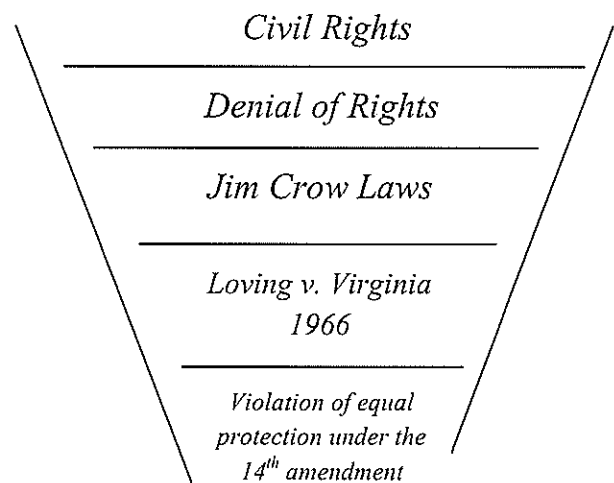 Civil Rights
Denial of Rights
Jim Crow Laws
Loving v. Virginia
1966
Violation of equal
protection under the
14th amendment